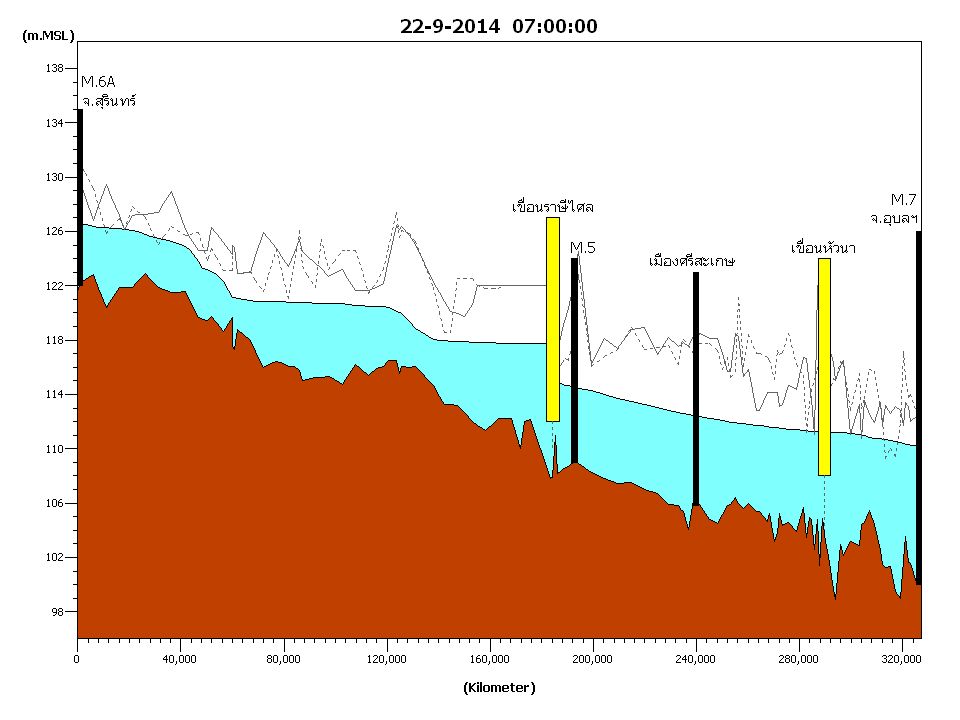 22-9-2014 07:00:00
(m.MSL)
138
134
130
126
122
118
114
110
106
102
98
M.6A
จ.สุรินทร์
เขื่อนราษีไศล
M.5
เมืองศรีสะเกษ
เขื่อนหัวนา
M.7
จ.อุบลฯ
0
40,000
80,000
120,000
160,000
200,000
240,000
280,000
320,000
(Kilometer)